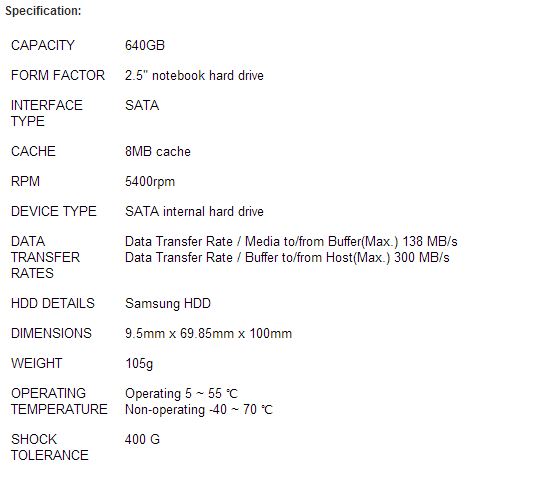 Specification:
CAPACITY 640GB
FORM FACTOR 2.5" notebook hard drive
INTERFACE SATA
TYPE
CACHE 8MB cache
RPM 5400rpm
DEVICE TYPE SATA internal hard drive
DATA Data Transfer Rate / Media to/from Buffer(Max.) 138 MB/s
TRANSFER Data Transfer Rate / Buffer to/from Host(Max.) 300 MB/s
RATES
HDD DETAILS Samsung HDD
DIMENSIONS 9.5mm x 69.85mm x 100mm
WEIGHT 105g
OPERATING Operating 5 ~ 55 ℃
TEMPERATURE Non-operating -40 ~ 70 ℃
SHOCK 400 G
TOLERANCE